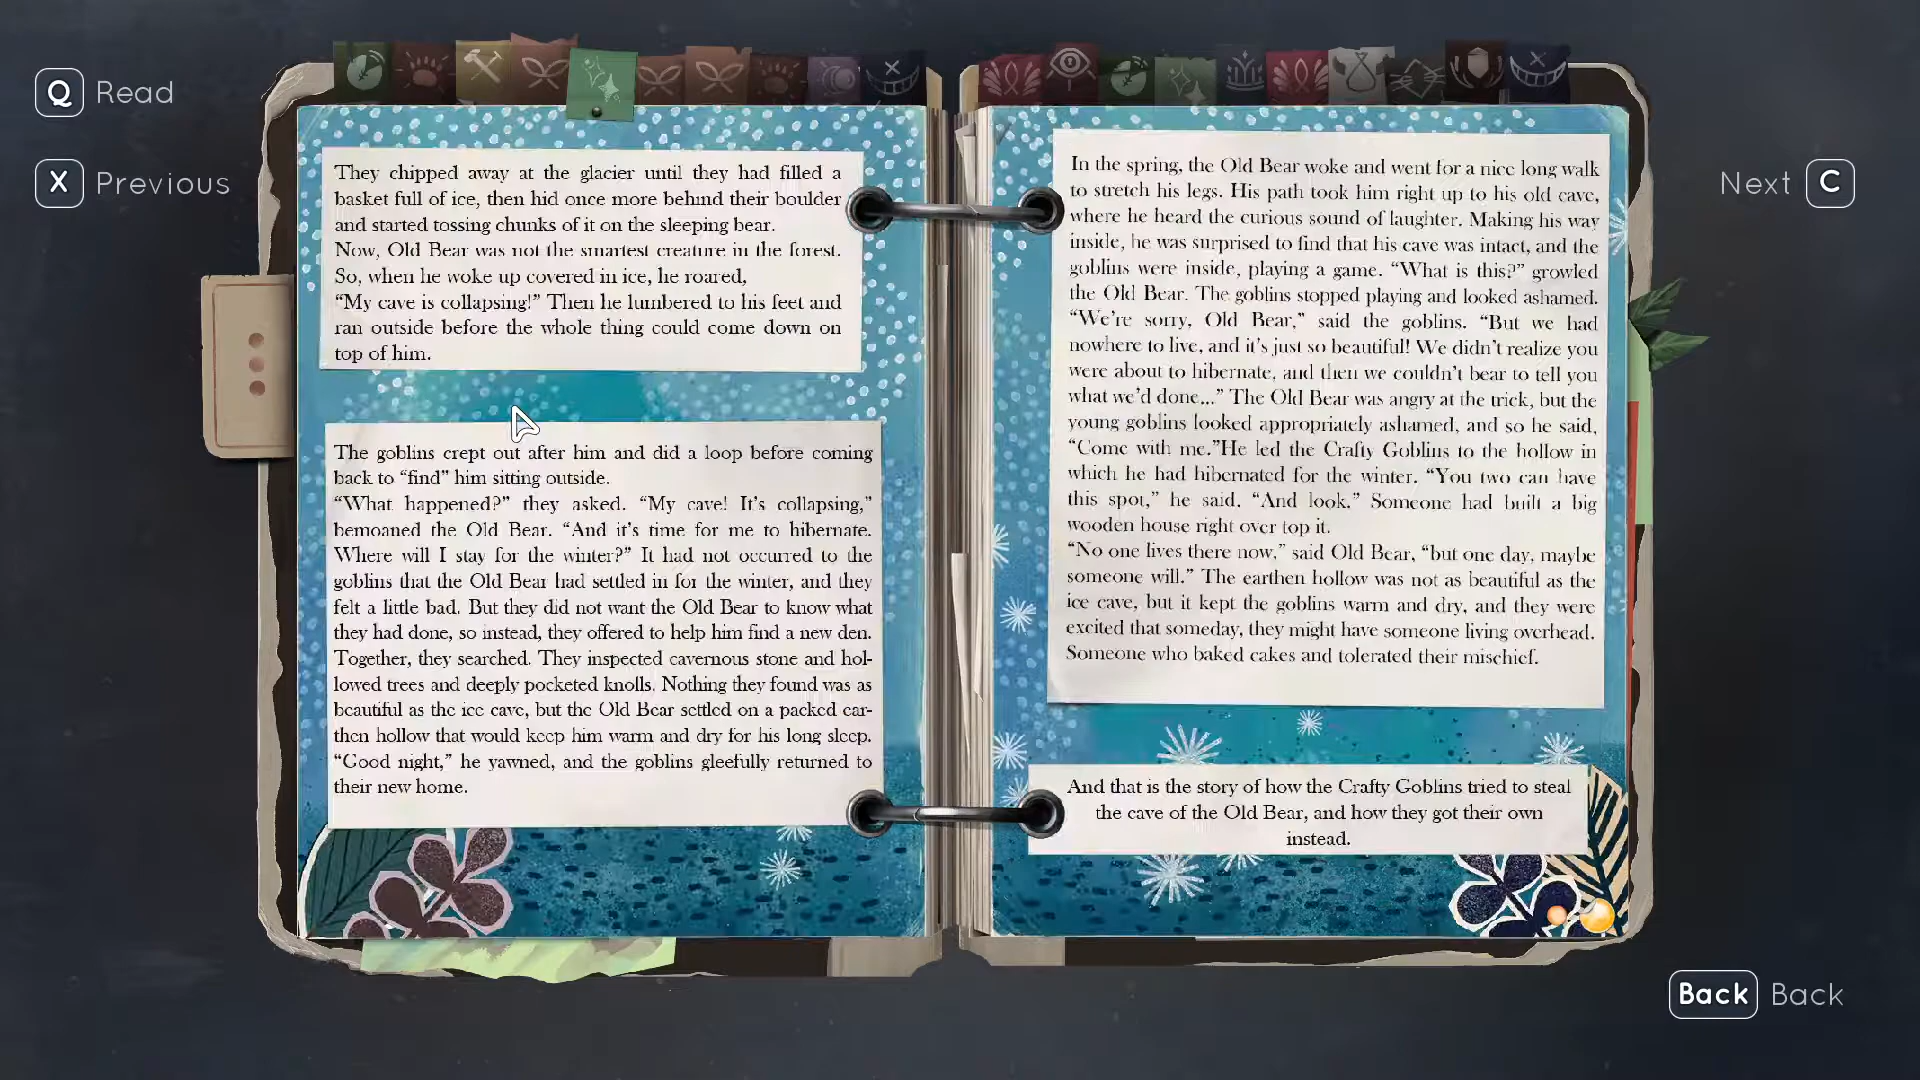 Q Read
X Previous
Next C
They chipped away at the glacier until they had filled a
basket full of ice, then hid once more behind their boulder
and started tossing chunks of it on the sleeping bear.
Now, Old Bear was not the smartest creature in the forest.
So, when he woke up covered in ice, he roared,
“My cave is collapsing!” Then he lumbered to his feet and
ran outside before the whole thing could come down on
top of him.
The goblins crept out after him and did a loop before coming
back to “find” him sitting outside.
“What happened?” they asked. “My cave! It’s collapsing,”
bemoaned the Old Bear. “And it’s time for me to hibernate.
Where will I stay for the winter?” It had not occurred to the
goblins that the Old Bear had settled in for the winter, and they
felt a little bad. But they did not want the Old Bear to know what
they had done, so instead, they offered to help him find a new den.
Together, they searched. They inspected cavernous stone and hol-
lowed trees and deeply pocketed knolls. Nothing they found was as
beautiful as the ice cave, but the Old Bear settled on a packed ear-
then hollow that would keep him warm and dry for his long sleep.
“Good night,” he yawned, and the goblins gleefully returned to
their new home.
In the spring, the Old Bear woke and went for a nice long walk
to stretch his legs. His path took him right up to his old cave,
where he heard the curious sound of laughter. Making his way
inside, he was surprised to find that his cave was intact, and the
goblins were inside, playing a game. “What is this?” growled
the Old Bear. The goblins stopped playing and looked ashamed.
“We’re sorry, Old Bear,” said the goblins. “But we had
nowhere to live, and it’s just so beautiful! We didn’t realize you
were about to hibernate, and then we couldn’t bear to tell you
what we’d done...” The Old Bear was angry at the trick, but the
young goblins looked appropriately ashamed, and so he said,
“Come with me.”He led the Crafty Goblins to the hollow in
which he had hibernated for the winter. “You two can have
this spot,” he said. “And look.” Someone had built a big
wooden house right over top it.
“No one lives there now,” said Old Bear, “but one day, maybe
someone will.” The earthen hollow was not as beautiful as the
ice cave, but it kept the goblins warm and dry, and they were
excited that someday, they might have someone living overhead.
Someone who baked cakes and tolerated their mischief.
And that is the story of how the Crafty Goblins tried to steal
the cave of the Old Bear, and how they got their own
instead.
Back Back